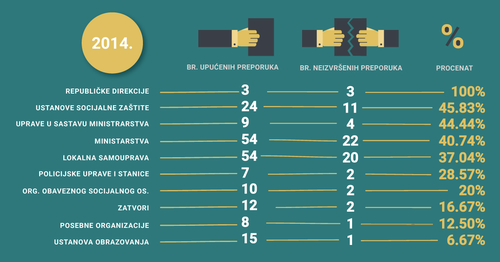 2014.
%
BR. UPUĆENIH PREPORUKA BR. NEIZVRŠENIH PREPORUKA PROCENAT
REPUBLIČKE DIREKCIJE 3 3 100%
USTANOVE SOCIJALNE ZAŠTITE 24 11 45.83%
UPRAVE U SASTAVU MINISTRARSTVA 9 4 44.44%
MINISTARSTVA 54 22 40.74%
LOKALNA SAMOUPRAVA 54 20 37.04%
POLICIJSKE UPRAVE I STANICE 7 2 28.57%
ORG. OBAVEZNOG SOCIJALNOG OS. 10 2 20%
ZATVORI 12 2 16.67%
POSEBNE ORGANIZACIJE 8 1 12.50%
USTANOVA OBRAZOVANJA 15 1 6.67%